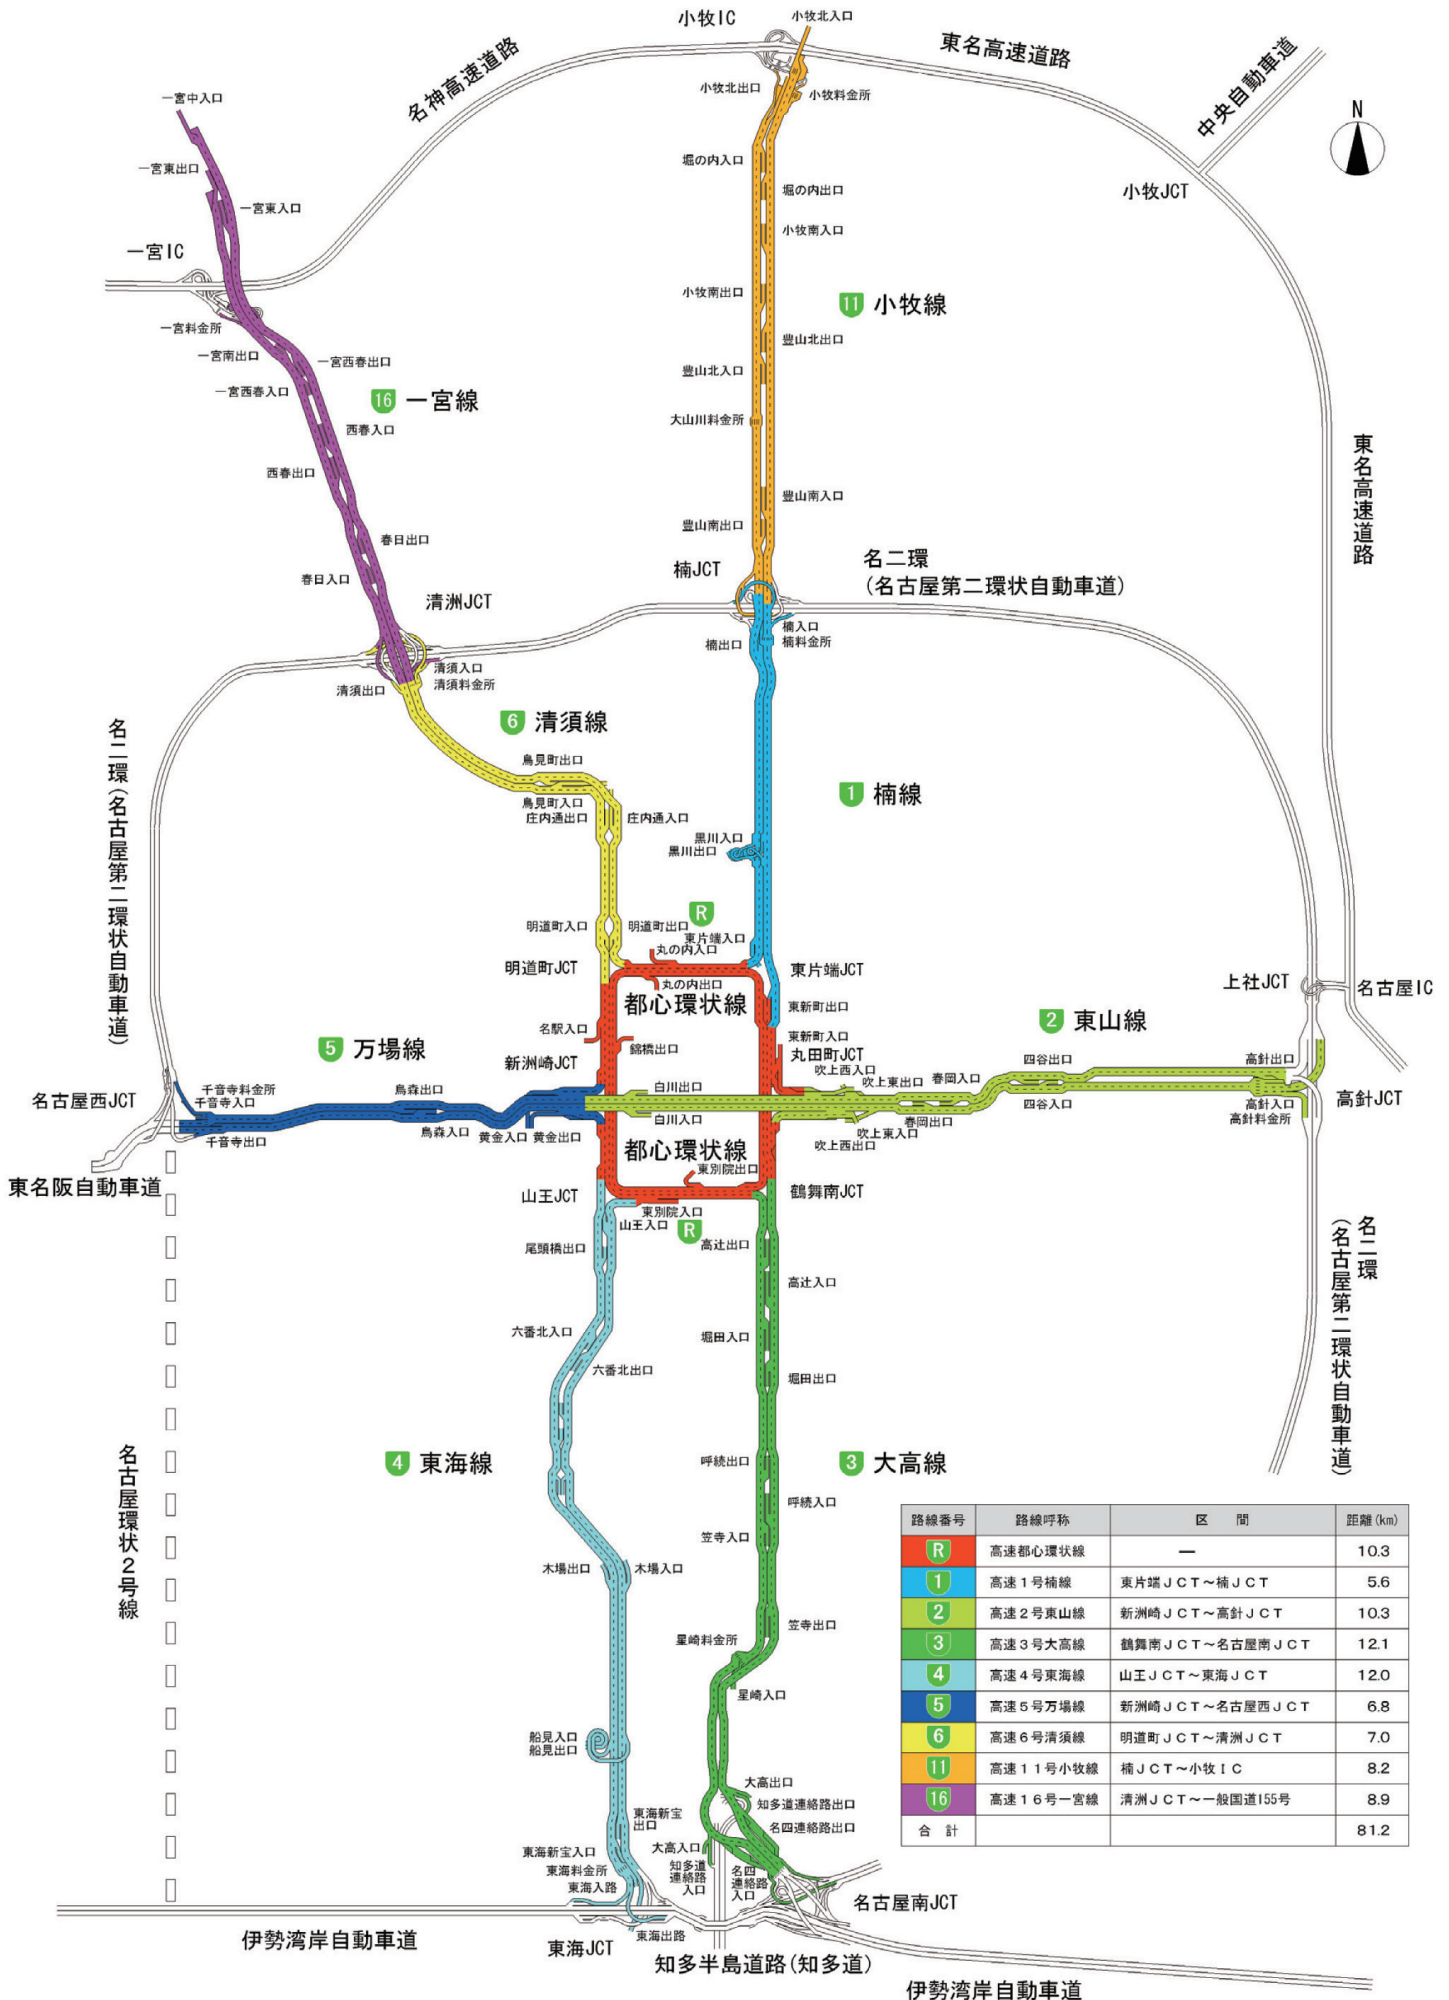 小牧IC
小牧北入口
東名高速道路
中央自動車道
名神高速道路
一宮中入口
小牧北出口
小牧料金所
N
堀の内入口
一宮東出口
堀の内出口
小牧JCT
一宮東入口
小牧南入口
一宮IC
小牧南出口
11 小牧線
一宮料金所
豊山北出口
一宮南出口
一宮西春出口
豊山北入口
一宮西春入口
16 一宮線
大山川料金所
西春入口
東名高速道路
西春出口
豊山南入口
豊山南出口
春日出口
名二環
(名古屋第二環状自動車道)
楠JCT
春日入口
清洲JCT
楠入口
楠出口
楠料金所
清須入口
清須料金所
清須出口
6 清須線
名二環(名古屋第二環状自動車道)
鳥見町出口
1 楠線
鳥見町入口
庄内通出口
庄内通入口
黒川入口
黒川出口
R
明道町入口
明道町出口
東片端入口
丸の内入口
明道町JCT
東片端JCT
丸の内出口
上社JCT
名古屋IC
都心環状線
東新町出口
2 東山線
名駅入口
東新町入口
5 万場線
錦橋出口
丸田町JCT
新洲崎JCT
四谷出口
高針出口
吹上西入口
吹上東出口
春岡入口
千音寺料金所
千音寺入口
烏森出口
白川出口
名古屋西JCT
高針JCT
四谷入口
高針入口
高針料金所
白川入口
春岡出口
吹上東入口
吹上西出口
烏森入口
黄金入口
黄金出口
千音寺出口
都心環状線
東別院出口
東名阪自動車道
山王JCT
鶴舞南JCT
東別院入口
山王入口
R
尾頭橋出口
高辻出口
名二環
(名古屋第二環状自動車道)
高辻入口
六番北入口
堀田入口
六番北出口
堀田出口
4 東海線
3 大高線
呼続出口
名古屋環状2号線
呼続入口
笠寺入口
木場出口
木場入口
笠寺出口
星崎料金所
星崎入口
船見入口
船見出口
大高出口
知多道連絡路出口
東海新宝
出口
名四連絡路出口
大高入口
東海新宝入口
東海料金所
東海入路
知多道
連絡路
入口
名四
連絡路
入口
名古屋南JCT
東海出路
伊勢湾岸自動車道
東海JCT
知多半島道路(知多道)
伊勢湾岸自動車道
路線番号 路線呼称 区 間 距離(km)
R 高速都心環状線 ― 10.3
1 高速1号楠線 東片端JCT～楠JCT 5.6
2 高速2号東山線 新洲崎JCT～高針JCT 10.3
3 高速3号大高線 鶴舞南JCT～名古屋南JCT 12.1
4 高速4号東海線 山王JCT～東海JCT 12.0
5 高速5号万場線 新洲崎JCT～名古屋西JCT 6.8
6 高速6号清須線 明道町JCT～清洲JCT 7.0
11 高速11号小牧線 楠JCT～小牧IC 8.2
16 高速16号一宮線 清洲JCT～一般国道155号 8.9
合 計 81.2